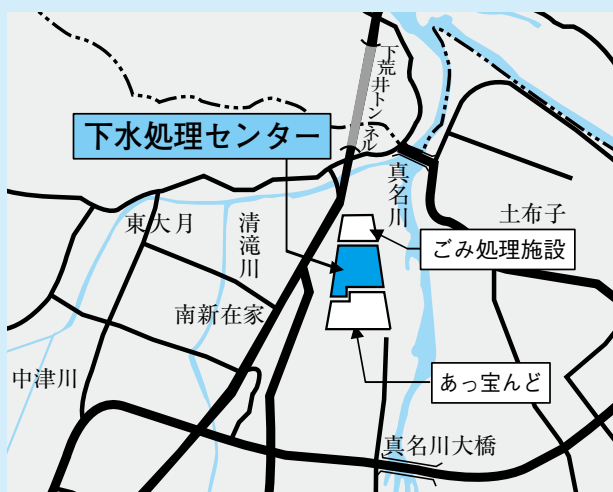 下荒井トンネル
下水処理センター
真名川
東大月
清滝川
土布子
ごみ処理施設
南新在家
中津川
あっ宝んど
真名川大橋